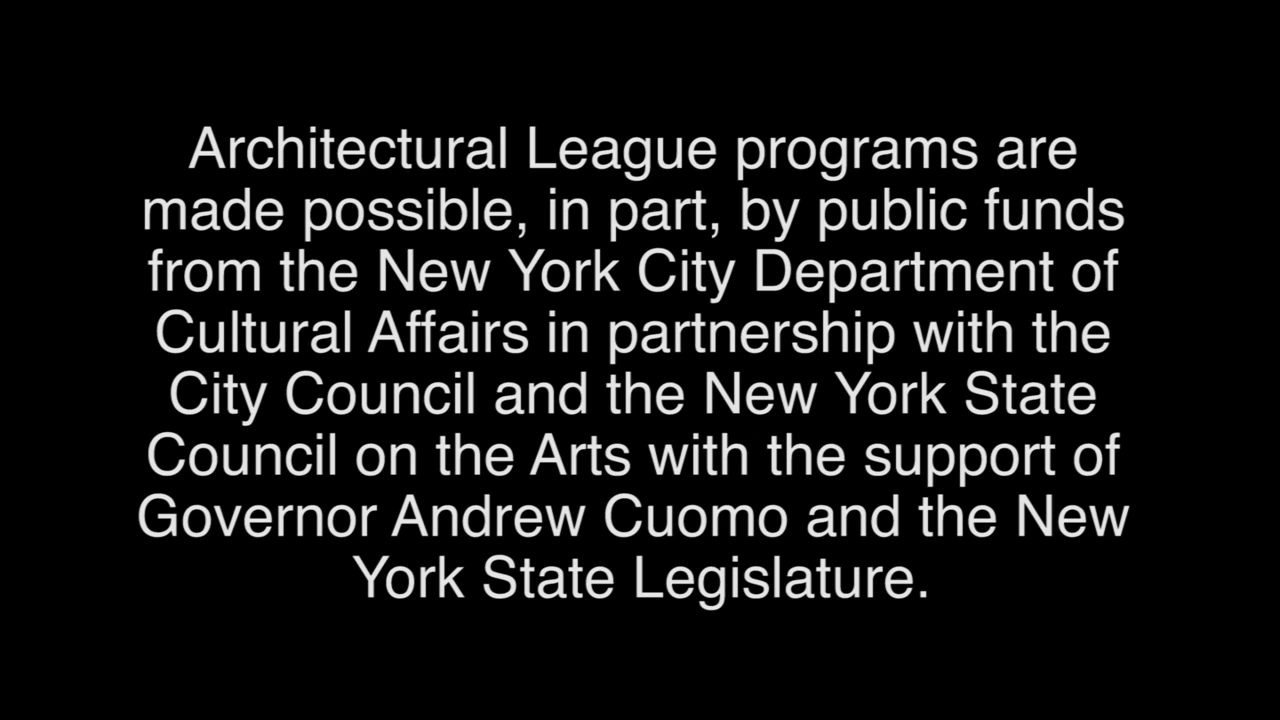 Architectural League programs are
made possible, in part, by public funds
from the New York City Department of
Cultural Affairs in partnership with the
City Council and the New York State
Council on the Arts with the support of
Governor Andrew Cuomo and the New
York State Legislature.